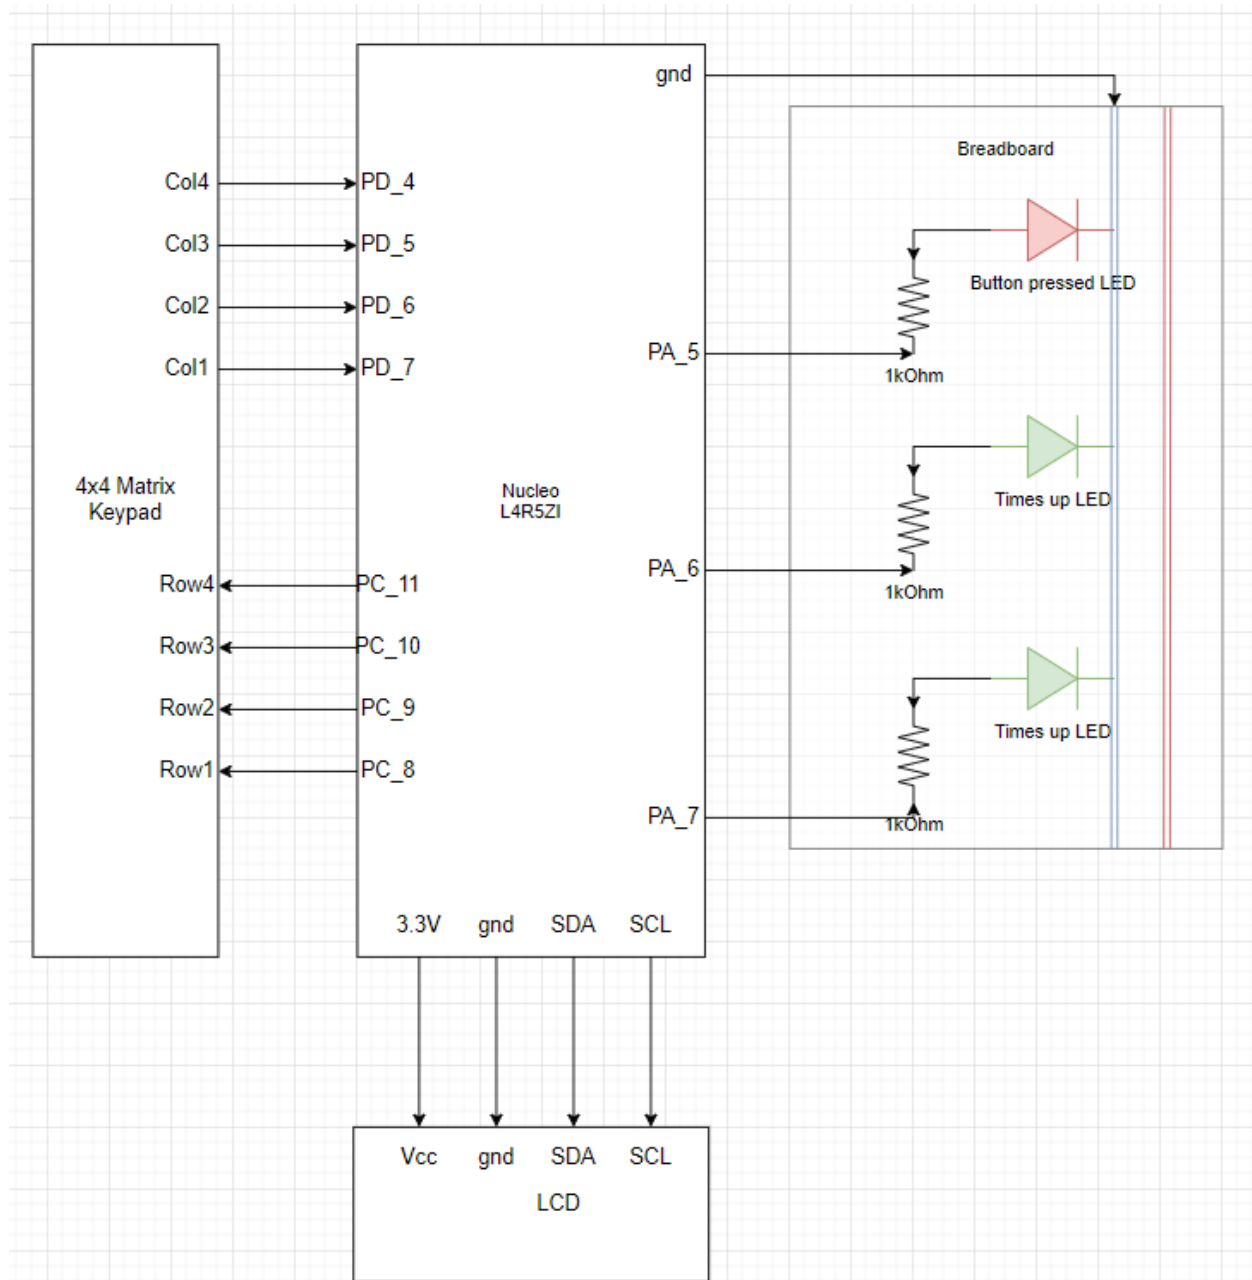 gnd
Breadboard
Col4
PD_4
Col3
PD_5
Button pressed LED
Col2
PD_6
PA_5
Col1
PD_7
1kOhm
4x4 Matrix
Keypad
Nucleo
L4R5ZI
Times up LED
PA_6
Row4
PC_11
1kOhm
Row3
PC_10
Row2
PC_9
Times up LED
Row1
PC_8
PA_7
1kOhm
3.3V
gnd
SDA
SCL
Vcc
gnd
SDA
SCL
LCD